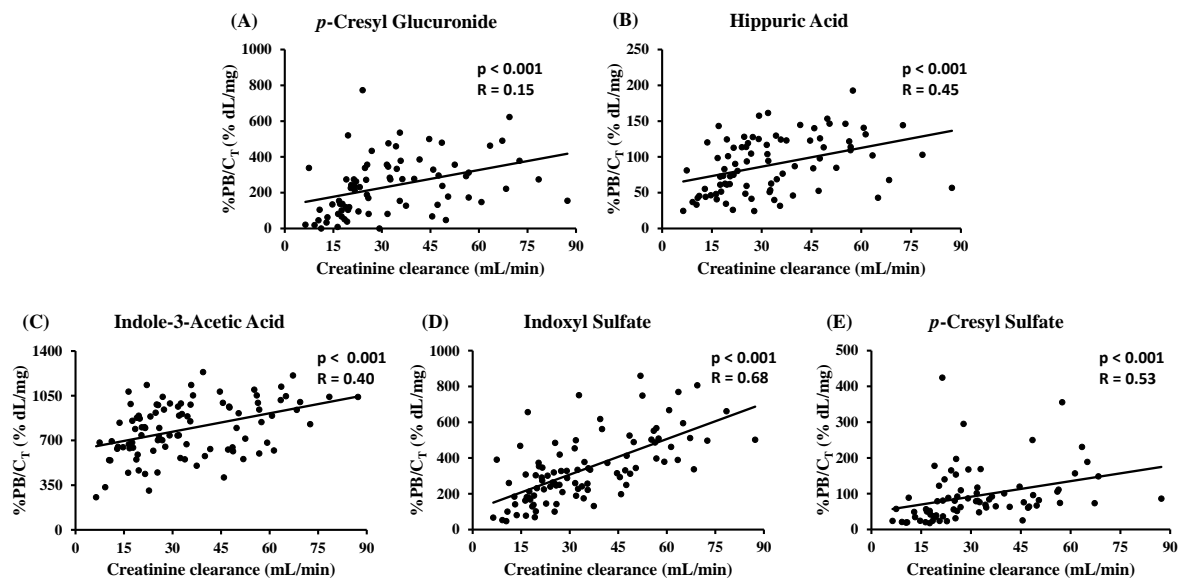 (A)
p-Cresyl Glucuronide
1000
800
600
400
200
0
%PB/CT (% dL/mg)
p < 0.001
R = 0.15
0 15 30 45 60 75 90
Creatinine clearance (mL/min)
(B)
Hippuric Acid
250
200
150
100
50
0
%PB/CT (% dL/mg)
p < 0.001
R = 0.45
0 15 30 45 60 75 90
Creatinine clearance (mL/min)
(C)
Indole-3-Acetic Acid
1400
1050
700
350
0
%PB/CT (% dL/mg)
p < 0.001
R = 0.40
0 15 30 45 60 75 90
Creatinine clearance (mL/min)
(D)
Indoxyl Sulfate
1000
800
600
400
200
0
%PB/CT (% dL/mg)
p < 0.001
R = 0.68
0 15 30 45 60 75 90
Creatinine clearance (mL/min)
(E)
p-Cresyl Sulfate
500
400
300
200
100
0
%PB/CT (% dL/mg)
p < 0.001
R = 0.53
0 15 30 45 60 75 90
Creatinine clearance (mL/min)